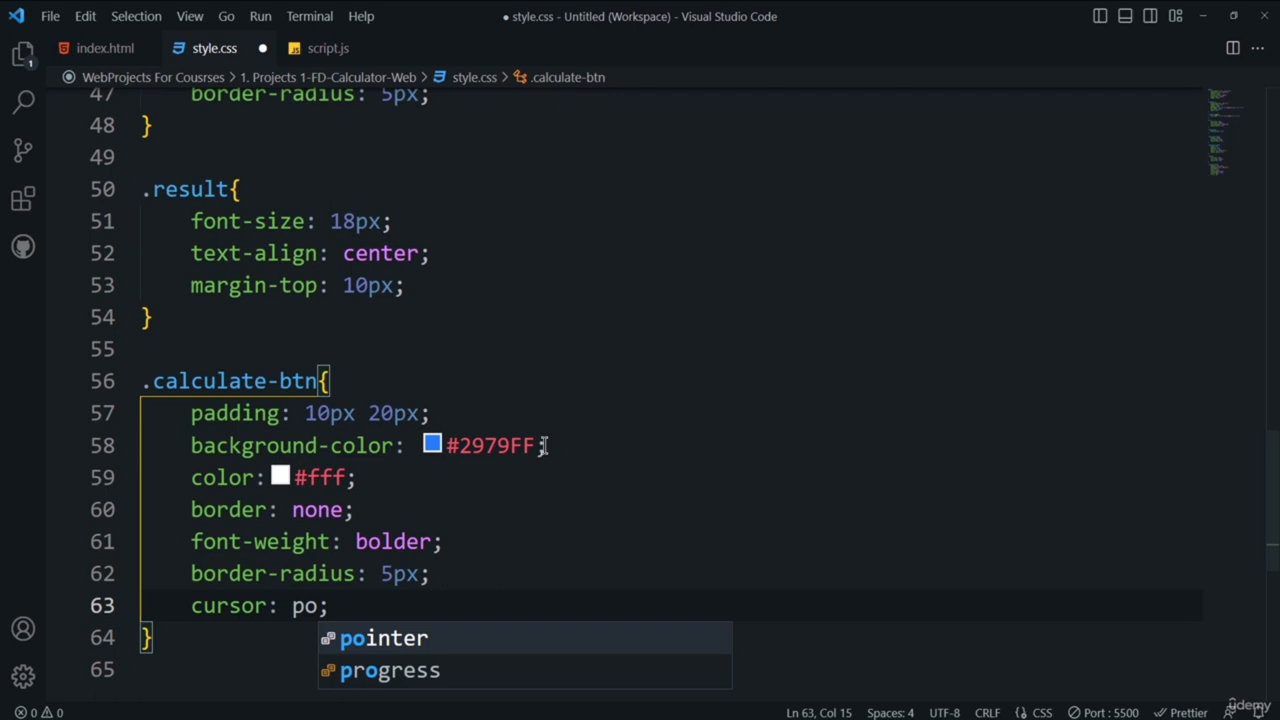 File Edit Selection View Go Run Terminal Help
● style.css - Untitled (Workspace) - Visual Studio Code
index.html style.css script.js
WebProjects For Cousrses > 1. Projects 1-FD-Calculator-Web > style.css > .calculate-btn
47 border-radius: 5px;
48 }
49
50 .result{
51 font-size: 18px;
52 text-align: center;
53 margin-top: 10px;
54 }
55
56 .calculate-btn{
57 padding: 10px 20px;
58 background-color: #2979FF;
59 color: #fff;
60 border: none;
61 font-weight: bolder;
62 border-radius: 5px;
63 cursor: po;
pointer
64 }
progress
65
1
0 0 Ln 63, Col 15 Spaces: 4 UTF-8 CRLF {} CSS Port : 5500 Prettier
udemy